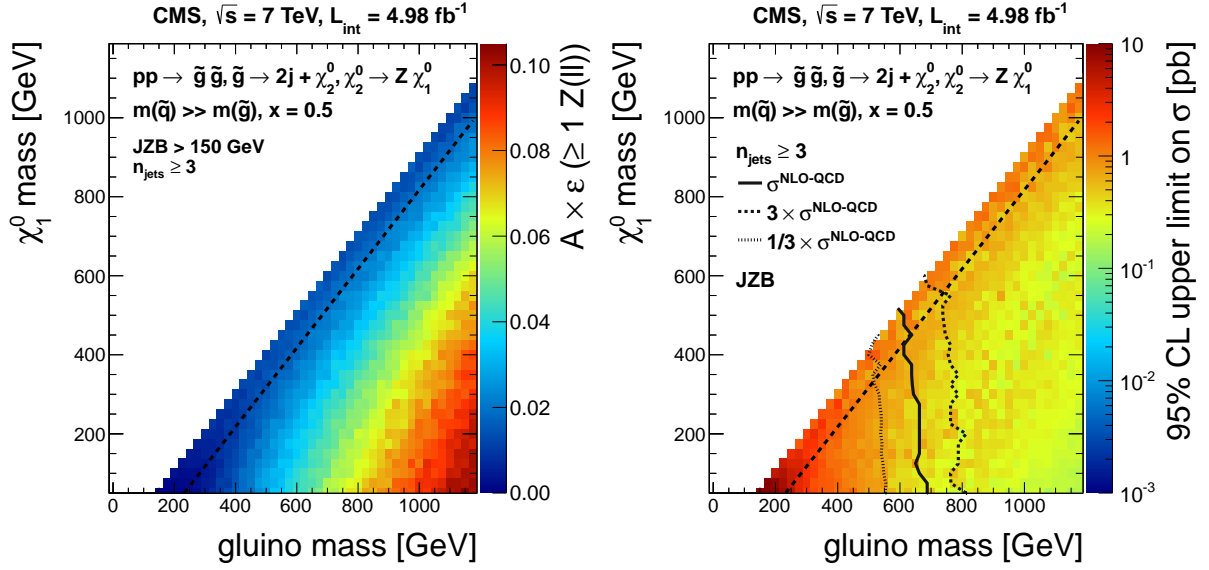 CMS, √s = 7 TeV, L_int = 4.98 fb⁻¹
χ₁⁰ mass [GeV]
pp → g̃ g̃, g̃ → 2j + χ₂⁰, χ₂⁰ → Z χ₁⁰
m(q̃) >> m(g̃), x = 0.5
JZB > 150 GeV
n_jets ≥ 3
1000
800
600
400
200
0 200 400 600 800 1000
gluino mass [GeV]
0.10
0.08
0.06
0.04
0.02
0.00
A × ε (≥ 1 Z(ll))
CMS, √s = 7 TeV, L_int = 4.98 fb⁻¹
χ₁⁰ mass [GeV]
pp → g̃ g̃, g̃ → 2j + χ₂⁰, χ₂⁰ → Z χ₁⁰
m(q̃) >> m(g̃), x = 0.5
n_jets ≥ 3
σ^NLO-QCD
3 × σ^NLO-QCD
1/3 × σ^NLO-QCD
JZB
1000
800
600
400
200
0 200 400 600 800 1000
gluino mass [GeV]
10
1
10⁻¹
10⁻²
10⁻³
95% CL upper limit on σ [pb]